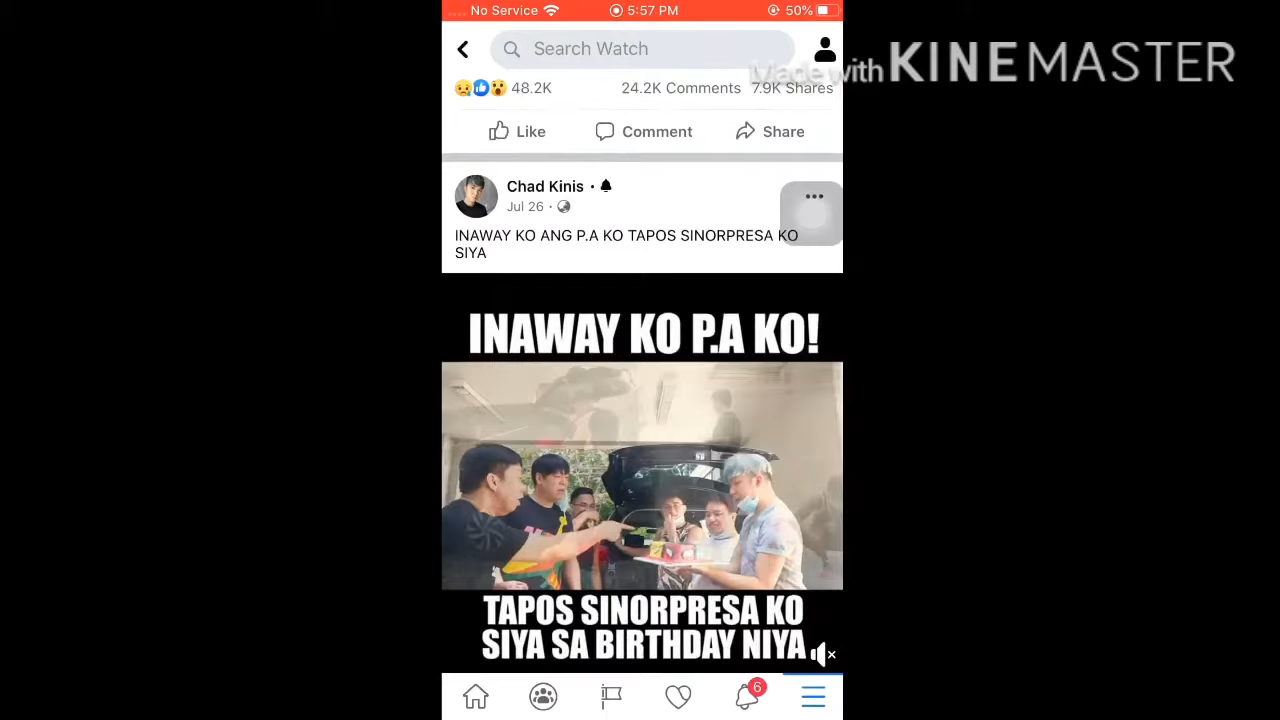 No Service 5:57 PM 50%
Search Watch
Made with KINEMASTER
48.2K 24.2K Comments 7.9K Shares
Like Comment Share
Chad Kinis •
Jul 26 •
INAWAY KO ANG P.A KO TAPOS SINORPRESA KO
SIYA
INAWAY KO P.A KO!
TAPOS SINORPRESA KO
SIYA SA BIRTHDAY NIYA
6